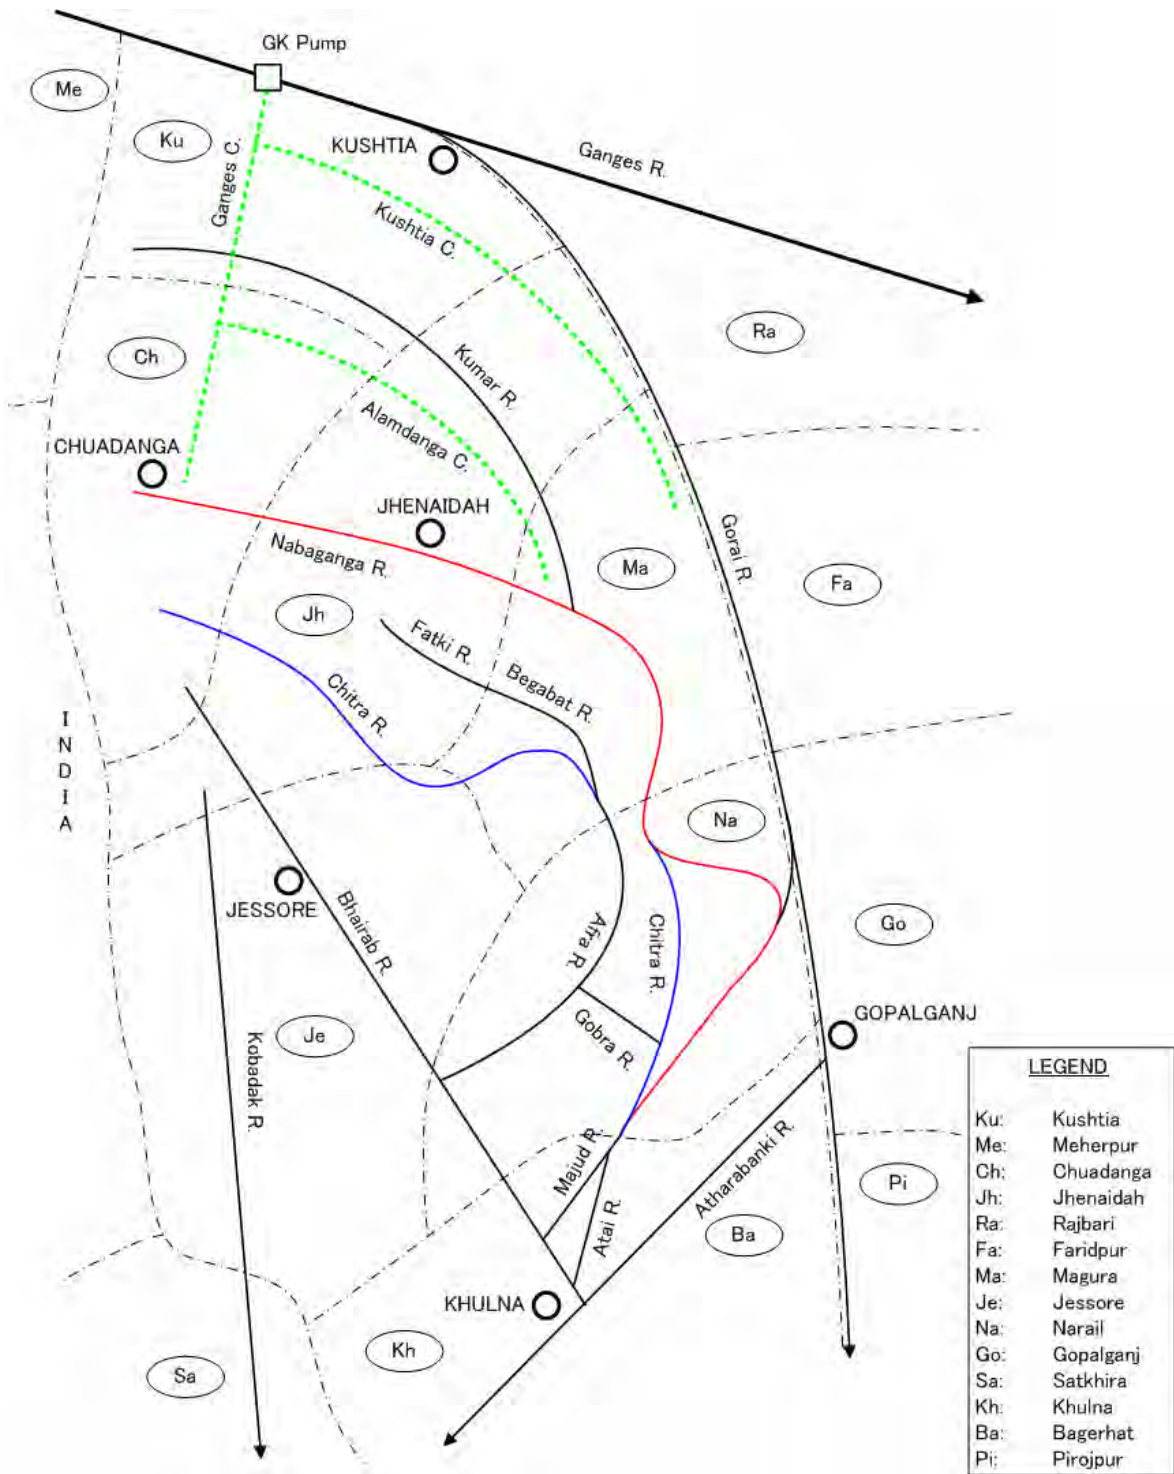 GK Pump
Me
Ku
KUSHTIA
Ganges R.
Ganges C.
Kushtia C.
Ra
Ch
Kumar R.
Alamdanga C.
CHUADANGA
JHENAIDAH
Nabaganga R.
Gorai R.
Ma
Fa
Jh
Fatki R.
Begabat R.
Chitra R.
INDIA
Na
JESSORE
Bhairab R.
Afra R.
Chitra R.
Go
GOPALGANJ
Je
Gobra R.
Kobadak R.
Majud R.
Atharabanki R.
Pi
Atai R.
Ba
KHULNA
Kh
Sa
LEGEND
Ku: Kushtia
Me: Meherpur
Ch: Chuadanga
Jh: Jhenaidah
Ra: Rajbari
Fa: Faridpur
Ma: Magura
Je: Jessore
Na: Narail
Go: Gopalganj
Sa: Satkhira
Kh: Khulna
Ba: Bagerhat
Pi: Pirojpur